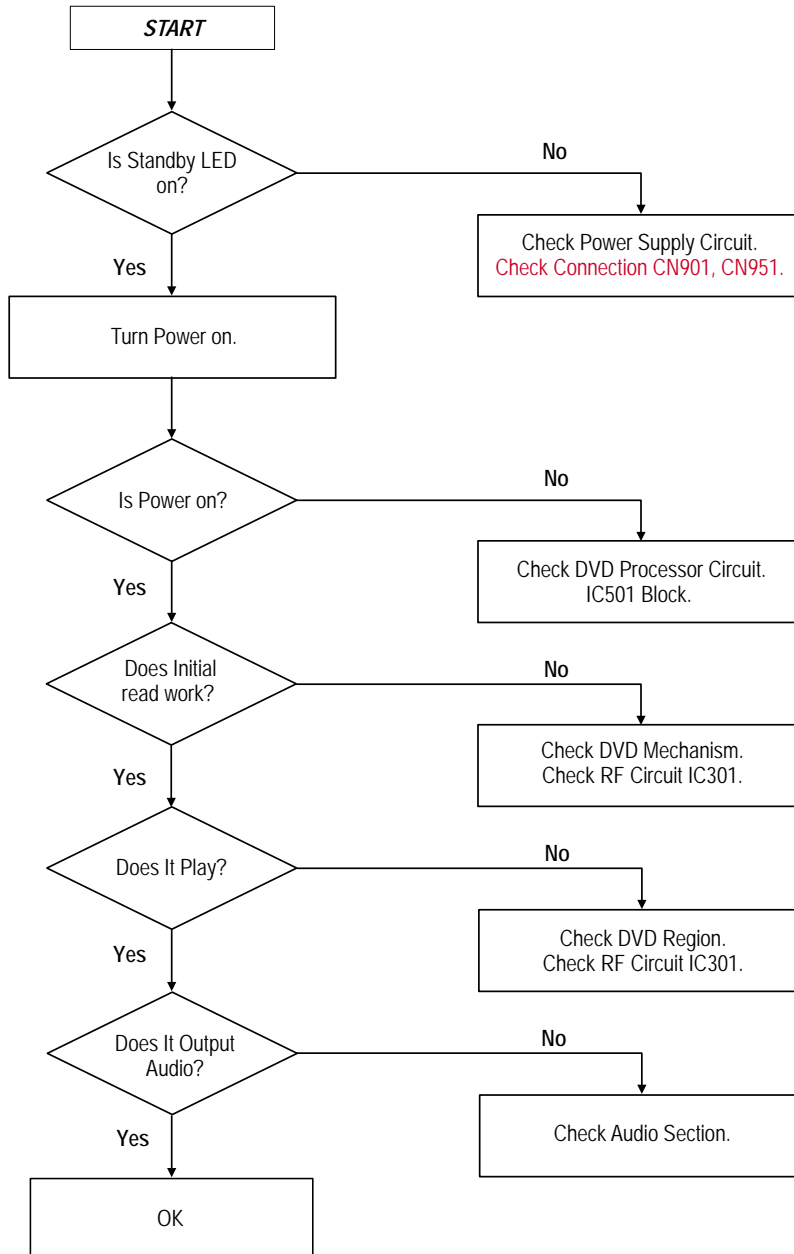 START
Is Standby LED
on?
No
Check Power Supply Circuit.
Check Connection CN901, CN951.
Yes
Turn Power on.
Is Power on?
No
Check DVD Processor Circuit.
IC501 Block.
Yes
Does Initial
read work?
No
Check DVD Mechanism.
Check RF Circuit IC301.
Yes
Does It Play?
No
Check DVD Region.
Check RF Circuit IC301.
Yes
Does It Output
Audio?
No
Check Audio Section.
Yes
OK